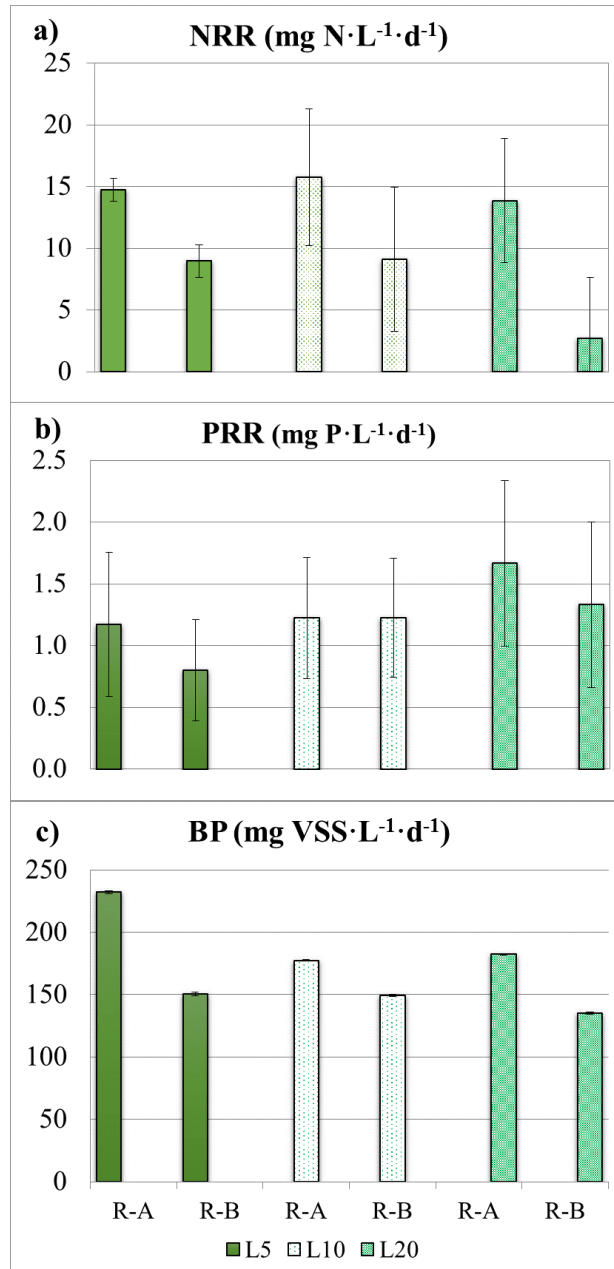 a)
NRR (mg N·L⁻¹·d⁻¹)
25
20
15
10
5
0
b)
PRR (mg P·L⁻¹·d⁻¹)
2.5
2.0
1.5
1.0
0.5
0.0
c)
BP (mg VSS·L⁻¹·d⁻¹)
250
200
150
100
50
0
R-A R-B R-A R-B R-A R-B
L5 L10 L20